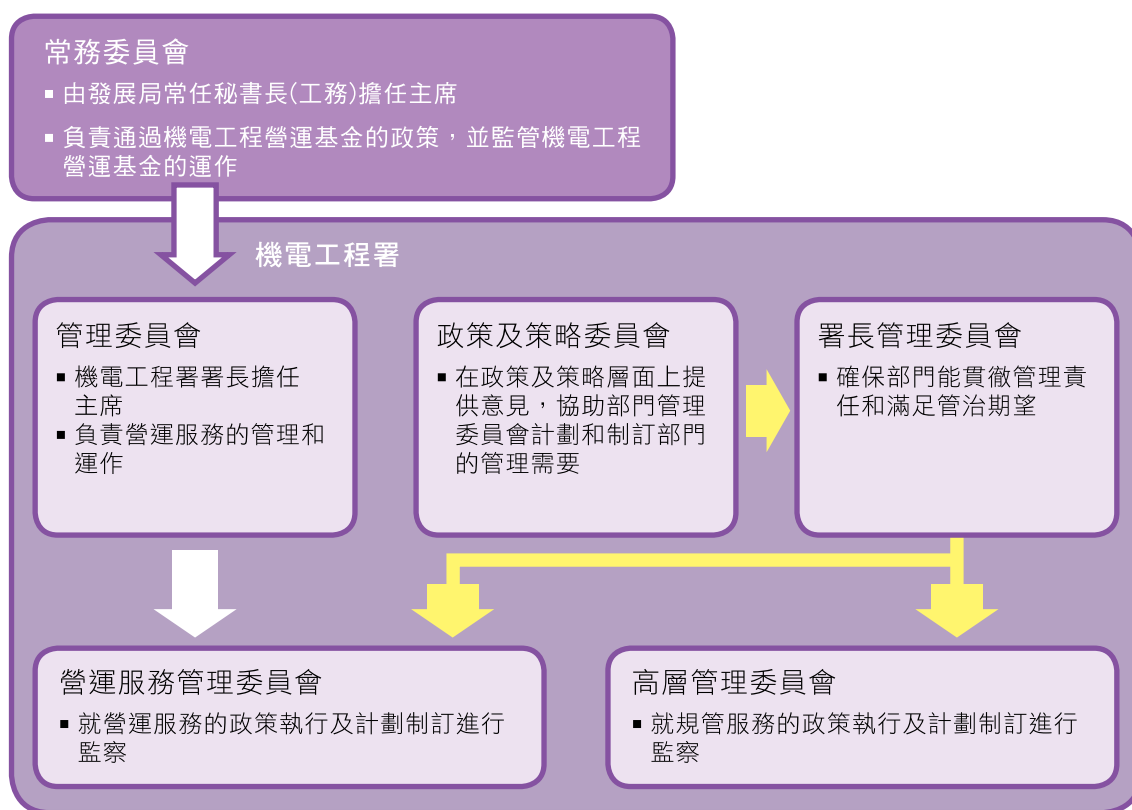 常務委員會
▪ 由發展局常任秘書長(工務)擔任主席
▪ 負責通過機電工程營運基金的政策，並監管機電工程
營運基金的運作
機電工程署
管理委員會
▪ 機電工程署署長擔任
主席
▪ 負責營運服務的管理和
運作
政策及策略委員會
▪ 在政策及策略層面上提
供意見，協助部門管理
委員會計劃和制訂部門
的管理需要
署長管理委員會
▪ 確保部門能貫徹管理責
任和滿足管治期望
營運服務管理委員會
▪ 就營運服務的政策執行及計劃制訂進行
監察
高層管理委員會
▪ 就規管服務的政策執行及計劃制訂進行
監察